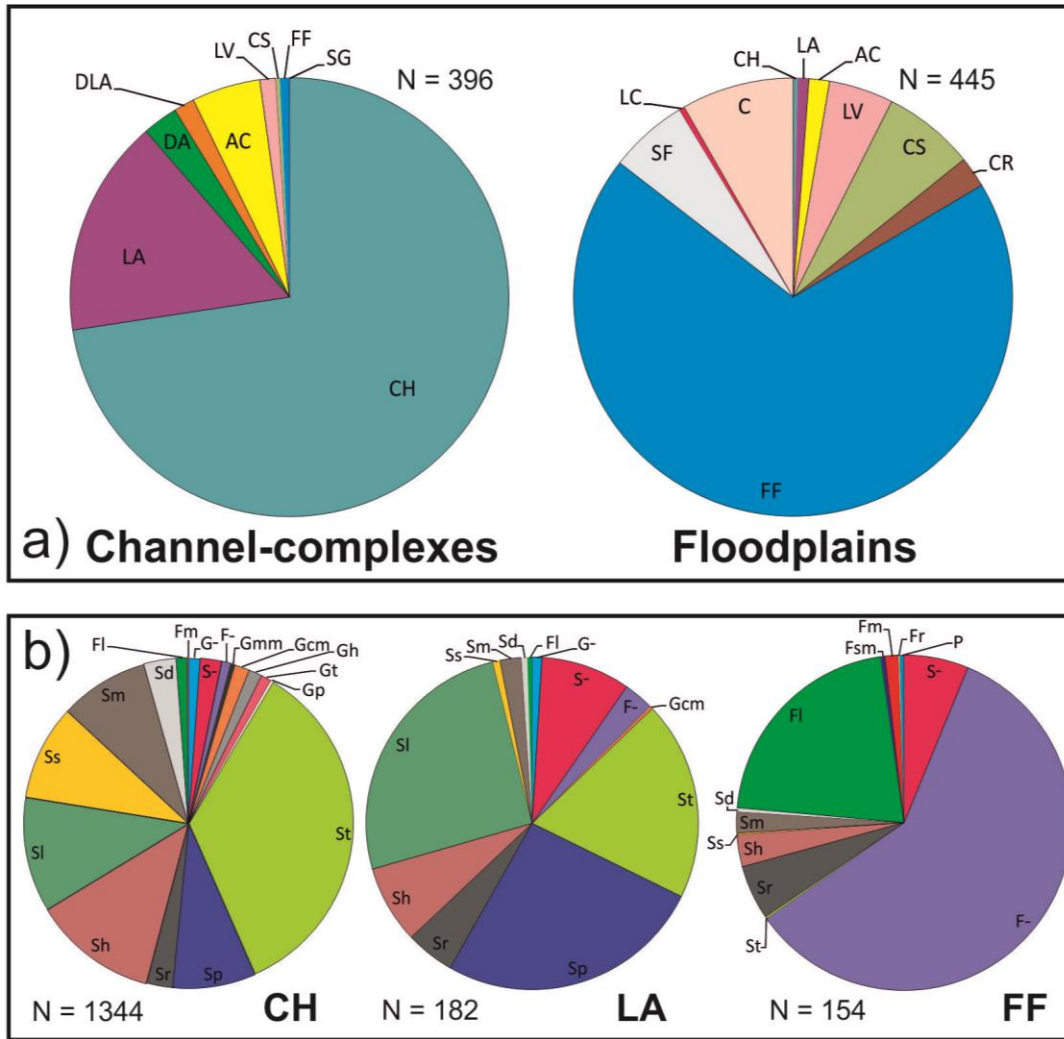 CS
FF
LV
SG
DLA
N = 396
DA
AC
LA
CH
CH
LA
AC
N = 445
LC
C
LV
SF
CS
CR
FF
a) Channel-complexes
Floodplains
b)
Fl
Fm
G-
S-
F-
Gmm
Gcm
Gh
Gt
Gp
Sd
Sm
Ss
Sl
Sh
Sr
Sp
St
N = 1344
CH
Ss
Sm
Sd
Fl
G-
S-
F-
Gcm
Sl
St
Sh
Sr
Sp
N = 182
LA
Fsm
Fm
Fr
P
S-
Fl
Sd
Sm
Ss
Sh
Sr
St
F-
N = 154
FF